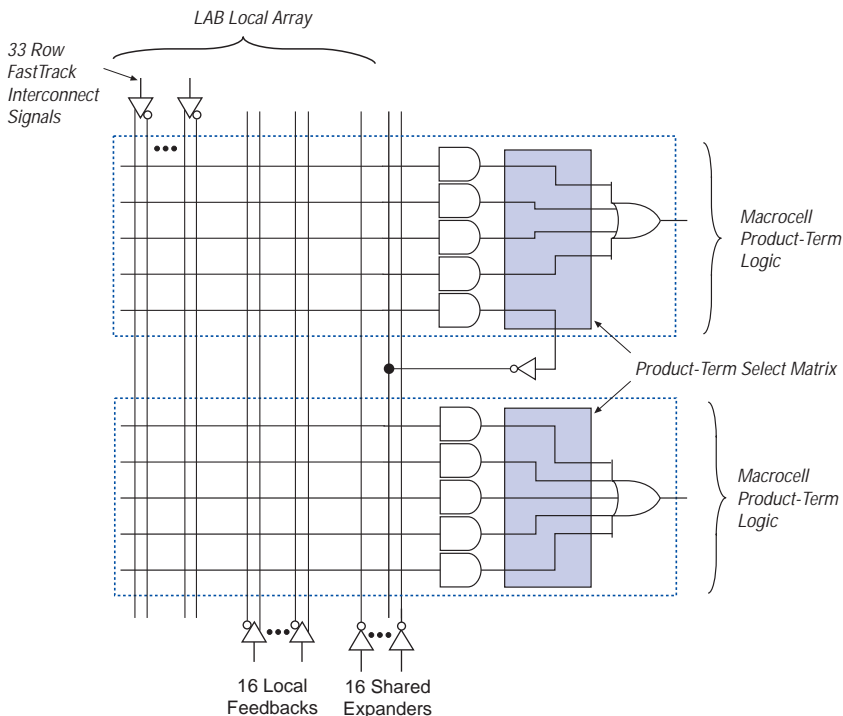 LAB Local Array
33 Row
FastTrack
Interconnect
Signals
Macrocell
Product-Term
Logic
Product-Term Select Matrix
Macrocell
Product-Term
Logic
16 Local
Feedbacks
16 Shared
Expanders